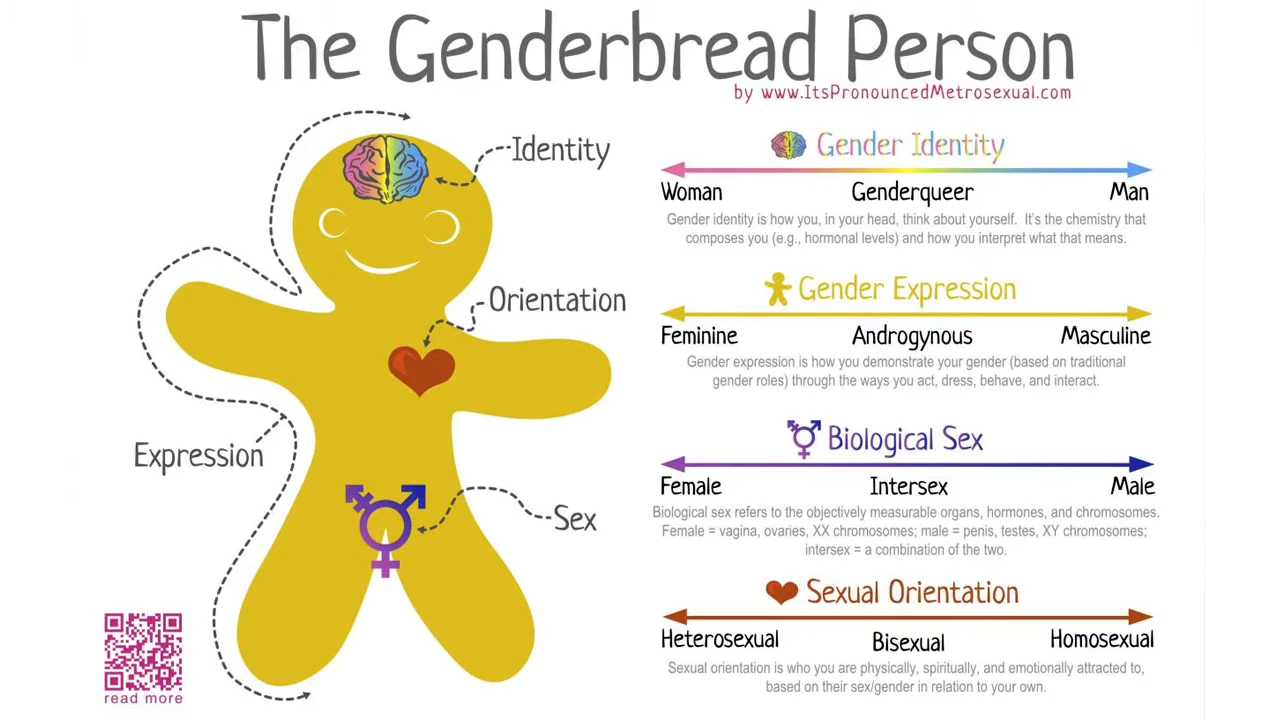 The Genderbread Person
by www.ItsPronouncedMetrosexual.com
Identity
Orientation
Expression
Sex
read more
Gender Identity
Woman Genderqueer Man
Gender identity is how you, in your head, think about yourself. It's the chemistry that
composes you (e.g., hormonal levels) and how you interpret what that means.
Gender Expression
Feminine Androgynous Masculine
Gender expression is how you demonstrate your gender (based on traditional
gender roles) through the ways you act, dress, behave, and interact.
Biological Sex
Female Intersex Male
Biological sex refers to the objectively measurable organs, hormones, and chromosomes.
Female = vagina, ovaries, XX chromosomes; male = penis, testes, XY chromosomes;
intersex = a combination of the two.
Sexual Orientation
Heterosexual Bisexual Homosexual
Sexual orientation is who you are physically, spiritually, and emotionally attracted to,
based on their sex/gender in relation to your own.